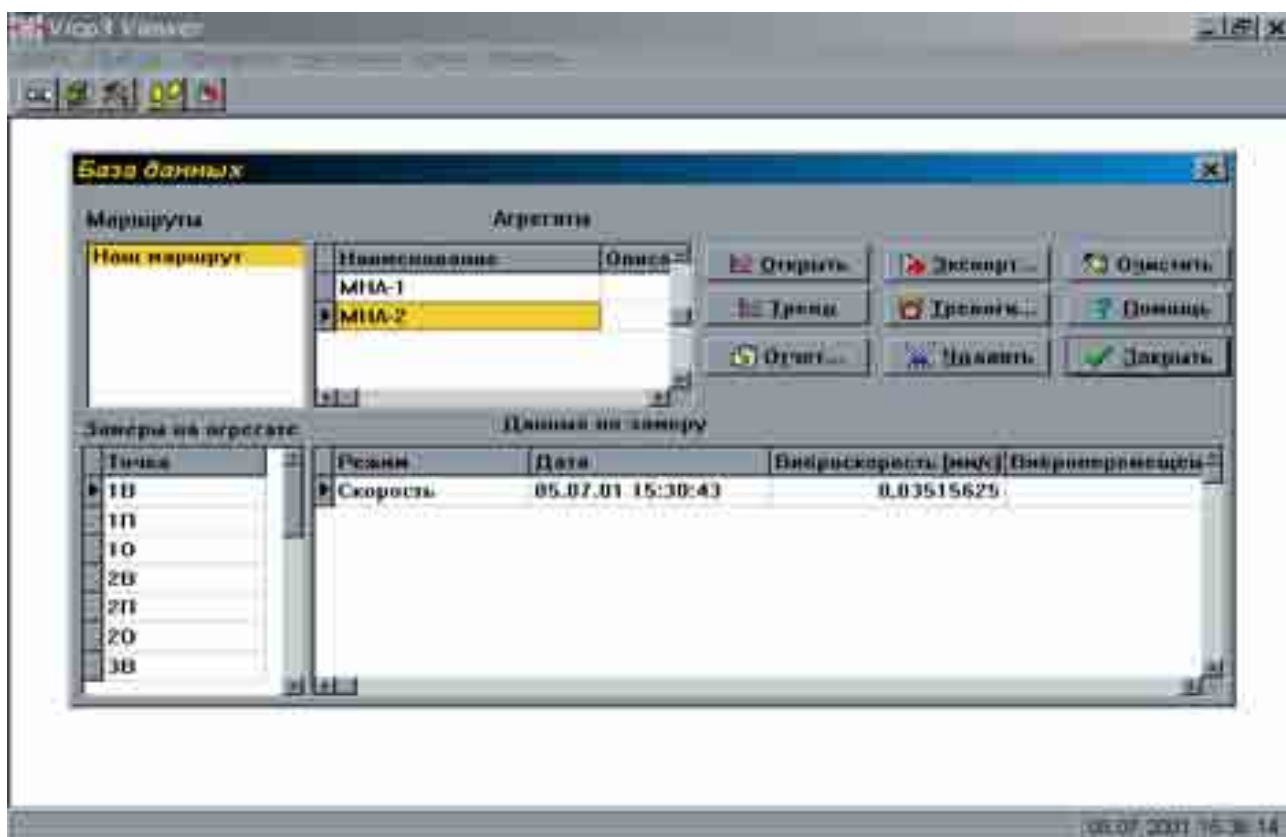 Viewer
База данных
Маршруты Агрегаты
Наш маршрут
Наименование
МНА-1
МНА-2
Открыть Экспорт... Очистить
Тренд Тревоги... Помощь
Отчет... Удалить Закрыть
Замеры на агрегате Данные по замеру
Точка Режим Дата Виброскорость [мм/с]
1В Скорость 05.07.01 15:30:43 0,03515625
1П
1О
2В
2П
2О
3В